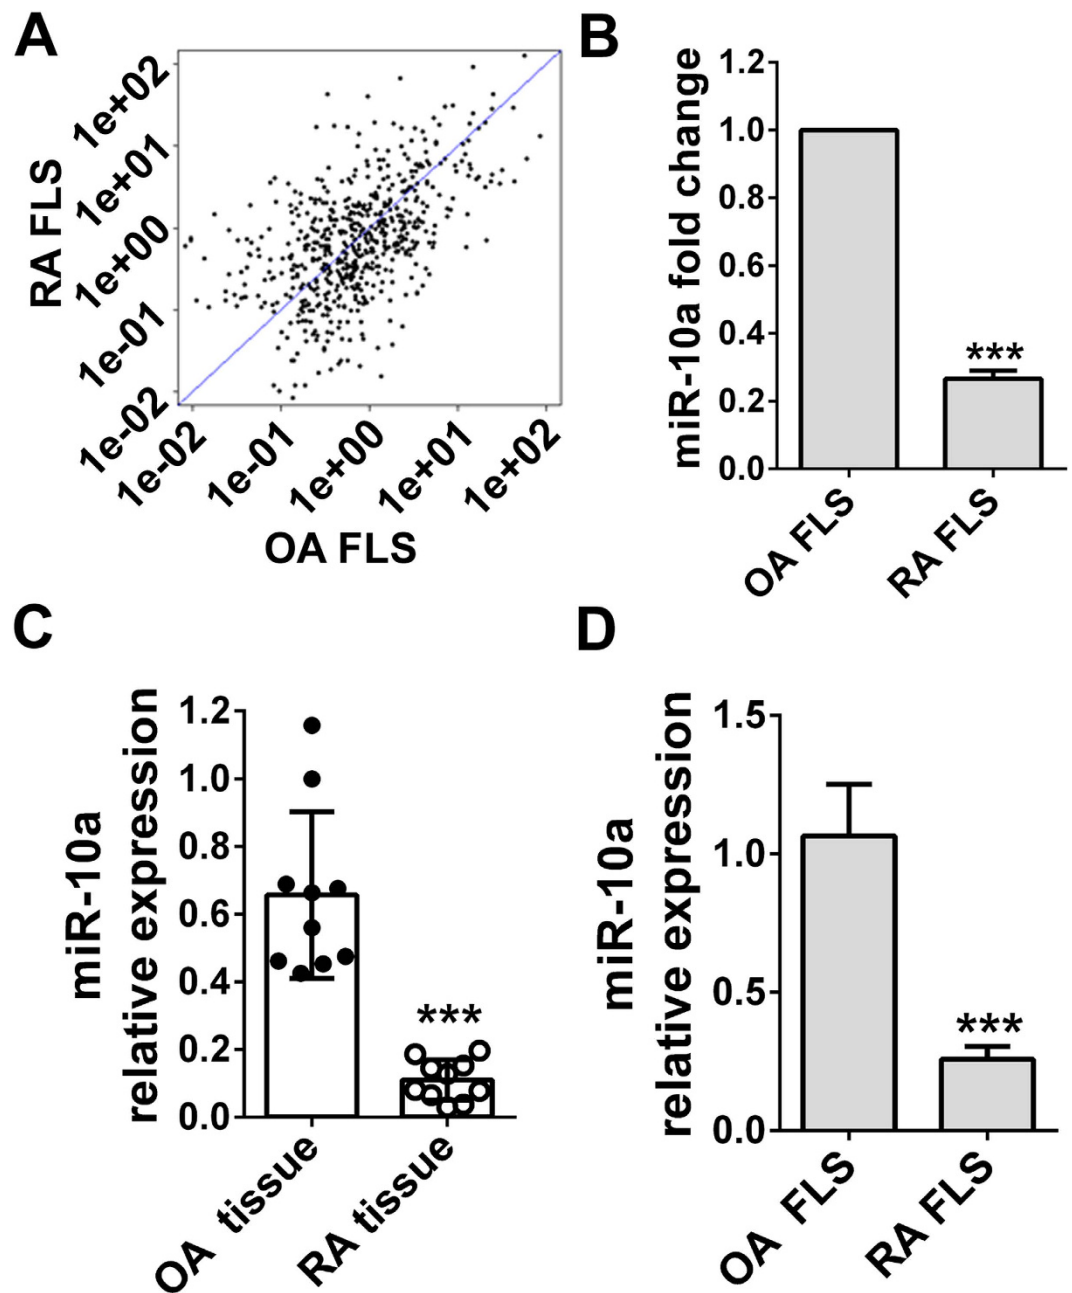 A
RA FLS
1e+02
1e+01
1e+00
1e-01
1e-02
1e-02
1e-01
1e+00
1e+01
1e+02
OA FLS
B
miR-10a fold change
1.2
1.0
0.8
0.6
0.4
0.2
0.0
***
OA FLS
RA FLS
C
miR-10a
relative expression
1.2
1.0
0.8
0.6
0.4
0.2
0.0
***
OA tissue
RA tissue
D
miR-10a
relative expression
1.5
1.0
0.5
0.0
***
OA FLS
RA FLS